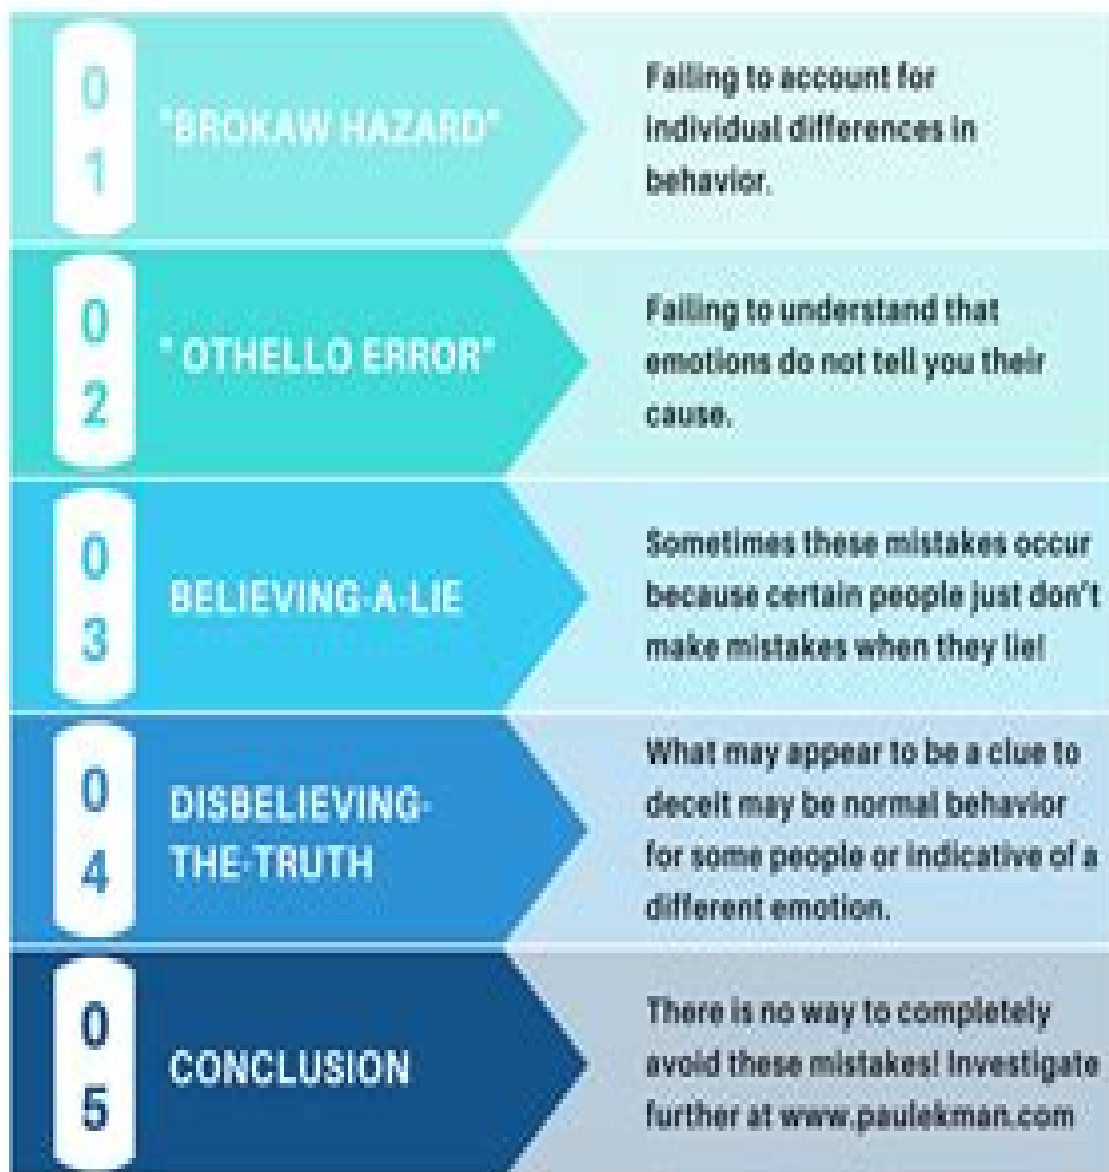 0
1
"BROKAW HAZARD"
Failing to account for
individual differences in
behavior.
0
2
" OTHELLO ERROR"
Failing to understand that
emotions do not tell you their
cause.
0
3
BELIEVING-A-LIE
Sometimes these mistakes occur
because certain people just don't
make mistakes when they lie!
0
4
DISBELIEVING-
THE-TRUTH
What may appear to be a clue to
deceit may be normal behavior
for some people or indicative of a
different emotion.
0
5
CONCLUSION
There is no way to completely
avoid these mistakes! Investigate
further at www.paulekman.com